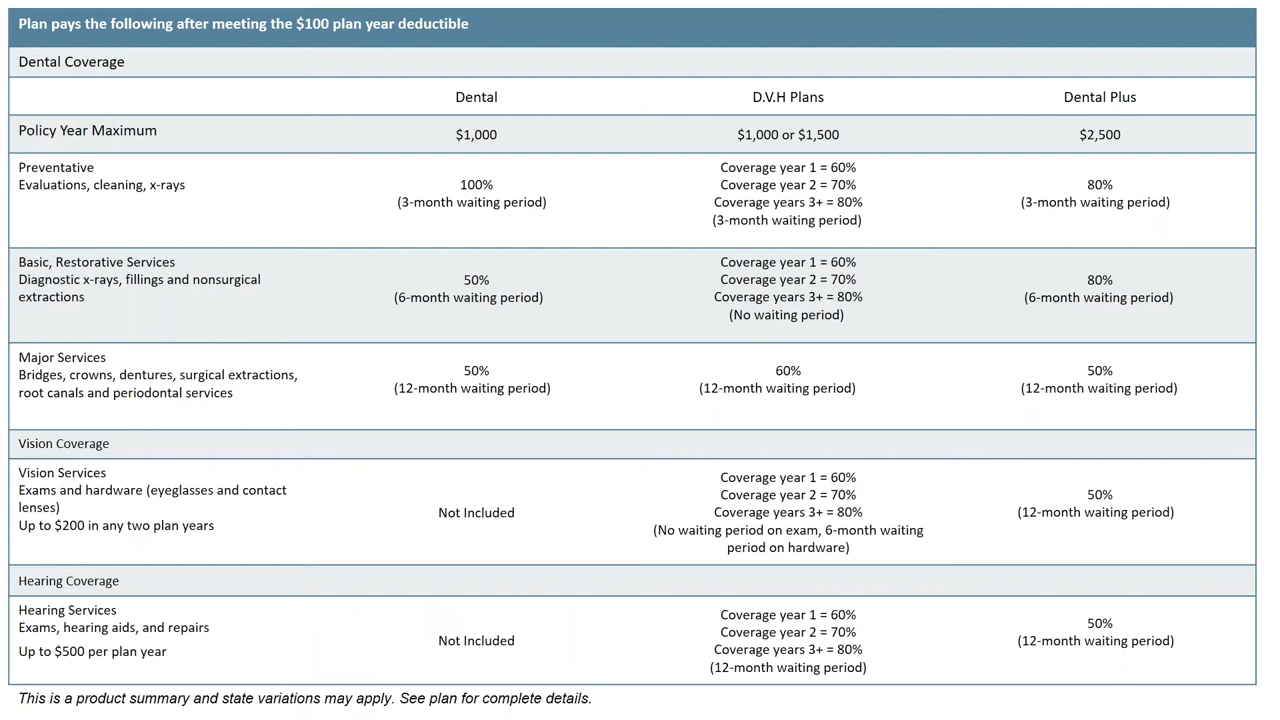 Plan pays the following after meeting the $100 plan year deductible
Dental Coverage
Dental
D.V.H Plans
Dental Plus
Policy Year Maximum
$1,000
$1,000 or $1,500
$2,500
Preventative
Evaluations, cleaning, x-rays
100%
(3-month waiting period)
Coverage year 1 = 60%
Coverage year 2 = 70%
Coverage years 3+ = 80%
(3-month waiting period)
80%
(3-month waiting period)
Basic, Restorative Services
Diagnostic x-rays, fillings and nonsurgical
extractions
50%
(6-month waiting period)
Coverage year 1 = 60%
Coverage year 2 = 70%
Coverage years 3+ = 80%
(No waiting period)
80%
(6-month waiting period)
Major Services
Bridges, crowns, dentures, surgical extractions,
root canals and periodontal services
50%
(12-month waiting period)
60%
(12-month waiting period)
50%
(12-month waiting period)
Vision Coverage
Vision Services
Exams and hardware (eyeglasses and contact
lenses)
Up to $200 in any two plan years
Not Included
Coverage year 1 = 60%
Coverage year 2 = 70%
Coverage years 3+ = 80%
(No waiting period on exam, 6-month waiting
period on hardware)
50%
(12-month waiting period)
Hearing Coverage
Hearing Services
Exams, hearing aids, and repairs
Up to $500 per plan year
Not Included
Coverage year 1 = 60%
Coverage year 2 = 70%
Coverage years 3+ = 80%
(12-month waiting period)
50%
(12-month waiting period)
This is a product summary and state variations may apply. See plan for complete details.